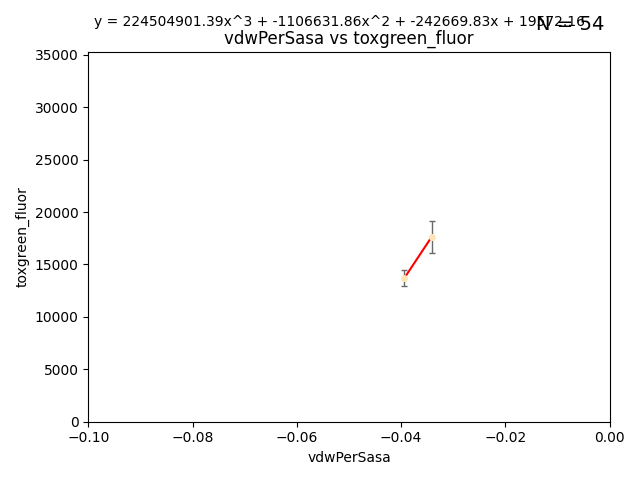 y = 224504901.39x^3 + -1106631.86x^2 + -242669.83x +
N = 54
vdwPerSasa vs toxgreen_fluor
35000
30000
25000
20000
15000
10000
5000
0
toxgreen_fluor
−0.10
−0.08
−0.06
−0.04
−0.02
0.00
vdwPerSasa